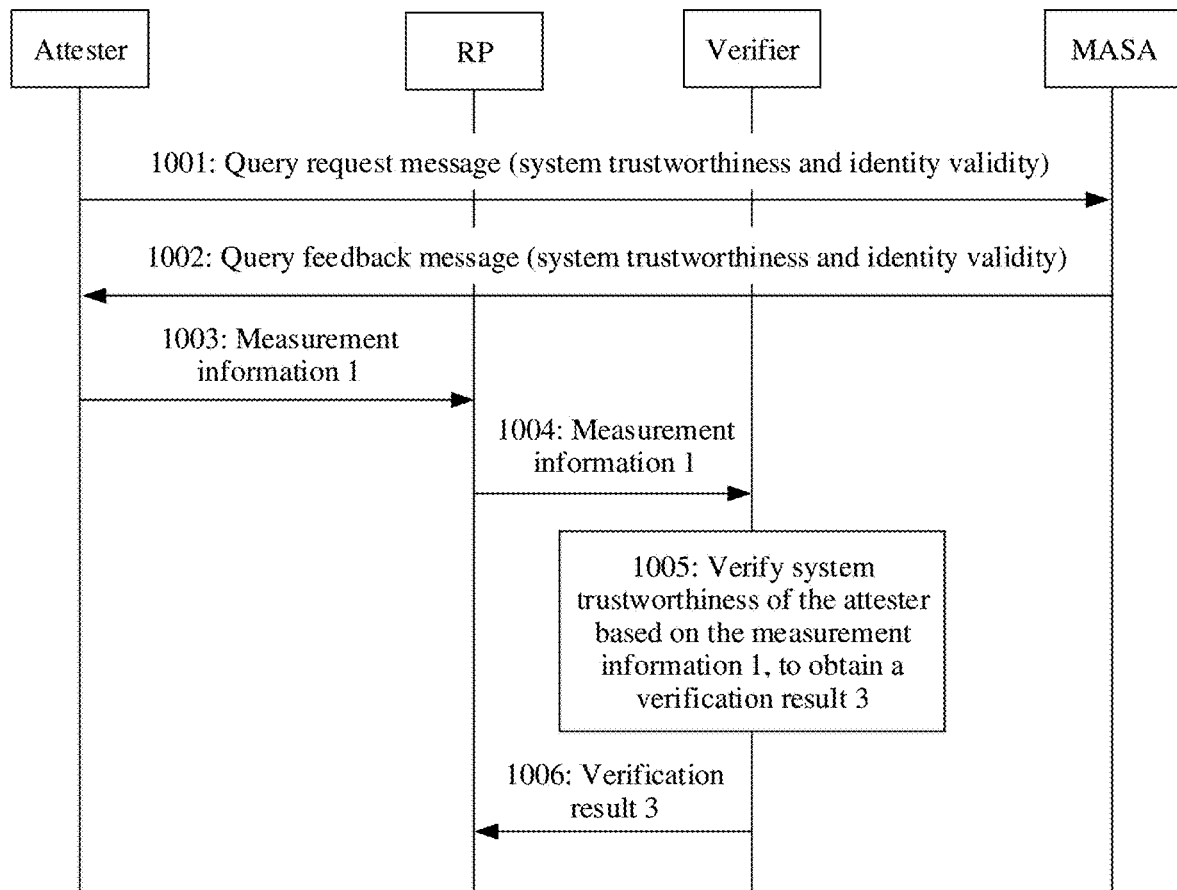 Attester
RP
Verifier
MASA
1001: Query request message (system trustworthiness and identity validity)
1002: Query feedback message (system trustworthiness and identity validity)
1003: Measurement
information 1
1004: Measurement
information 1
1005: Verify system
trustworthiness of the attester
based on the measurement
information 1, to obtain a
verification result 3
1006: Verification
result 3